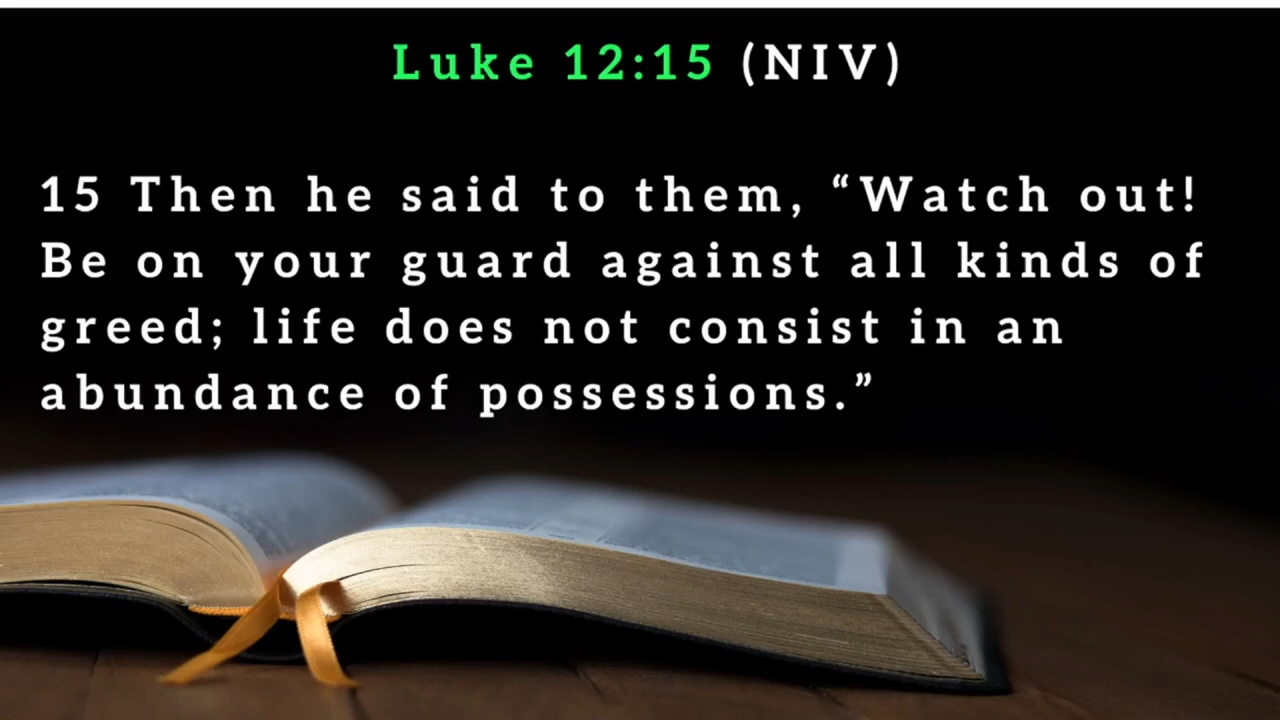 Luke 12:15 (NIV)
15 Then he said to them, “Watch out!
Be on your guard against all kinds of
greed; life does not consist in an
abundance of possessions.”